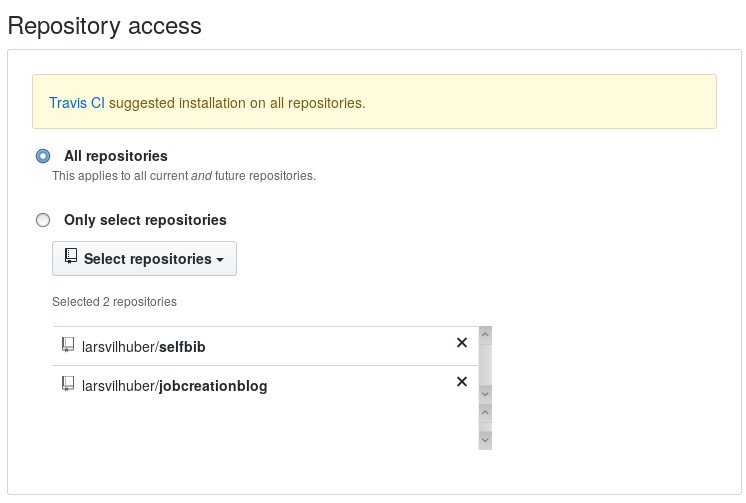 Repository access
Travis CI suggested installation on all repositories.
All repositories
This applies to all current and future repositories.
Only select repositories
Select repositories
Selected 2 repositories
larsvilhuber/selfbib
larsvilhuber/jobcreationblog